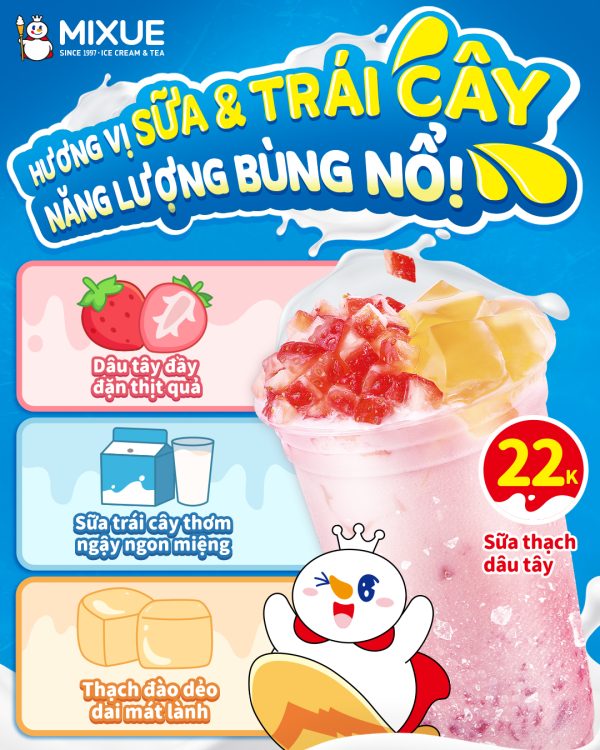 MIXUE
SINCE 1997 · ICE CREAM & TEA
HƯƠNG VỊ SỮA & TRÁI CÂY
NĂNG LƯỢNG BÙNG NỔ!
Dâu tây đầy
đặn thịt quả
Sữa trái cây thơm
ngậy ngon miệng
Thạch đào dẻo
dai mát lành
22K
Sữa thạch
dâu tây